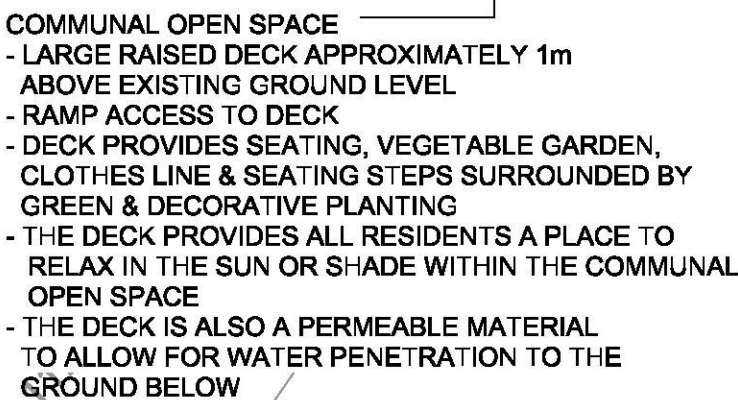 COMMUNAL OPEN SPACE
- LARGE RAISED DECK APPROXIMATELY 1m
ABOVE EXISTING GROUND LEVEL
- RAMP ACCESS TO DECK
- DECK PROVIDES SEATING, VEGETABLE GARDEN,
CLOTHES LINE & SEATING STEPS SURROUNDED BY
GREEN & DECORATIVE PLANTING
- THE DECK PROVIDES ALL RESIDENTS A PLACE TO
RELAX IN THE SUN OR SHADE WITHIN THE COMMUNAL
OPEN SPACE
- THE DECK IS ALSO A PERMEABLE MATERIAL
TO ALLOW FOR WATER PENETRATION TO THE
GROUND BELOW